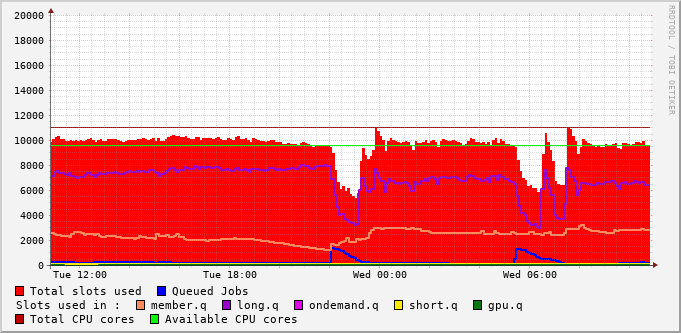 20000
18000
16000
14000
12000
10000
8000
6000
4000
2000
0
Tue 12:00 Tue 18:00 Wed 00:00 Wed 06:00
RRDTOOL / TOBI OETIKER
Total slots used Queued Jobs
Slots used in : member.q long.q ondemand.q short.q gpu.q
Total CPU cores Available CPU cores